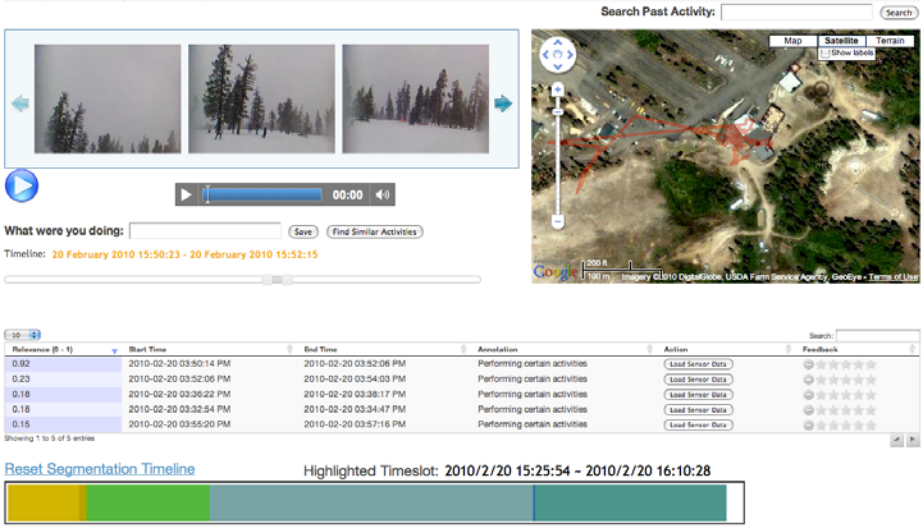 Search Past Activity: Search
Map Satellite Terrain
Show labels
00:00
What were you doing: Save Find Similar Activities
Timeline: 20 February 2010 15:50:23 - 20 February 2010 15:52:15
200 ft
100 m
Google
Imagery ©2010 DigitalGlobe, USDA Farm Service Agency, GeoEye - Terms of Use
10 Search:
Relevance (0 - 1) Start Time End Time Annotation Action Feedback
0.92 2010-02-20 03:50:14 PM 2010-02-20 03:52:06 PM Performing certain activities Load Sensor Data
0.23 2010-02-20 03:52:06 PM 2010-02-20 03:54:03 PM Performing certain activities Load Sensor Data
0.18 2010-02-20 03:36:22 PM 2010-02-20 03:38:17 PM Performing certain activities Load Sensor Data
0.18 2010-02-20 03:32:54 PM 2010-02-20 03:34:47 PM Performing certain activities Load Sensor Data
0.15 2010-02-20 03:55:20 PM 2010-02-20 03:57:16 PM Performing certain activities Load Sensor Data
Showing 1 to 5 of 5 entries
Reset Segmentation Timeline Highlighted Timeslot: 2010/2/20 15:25:54 ~ 2010/2/20 16:10:28